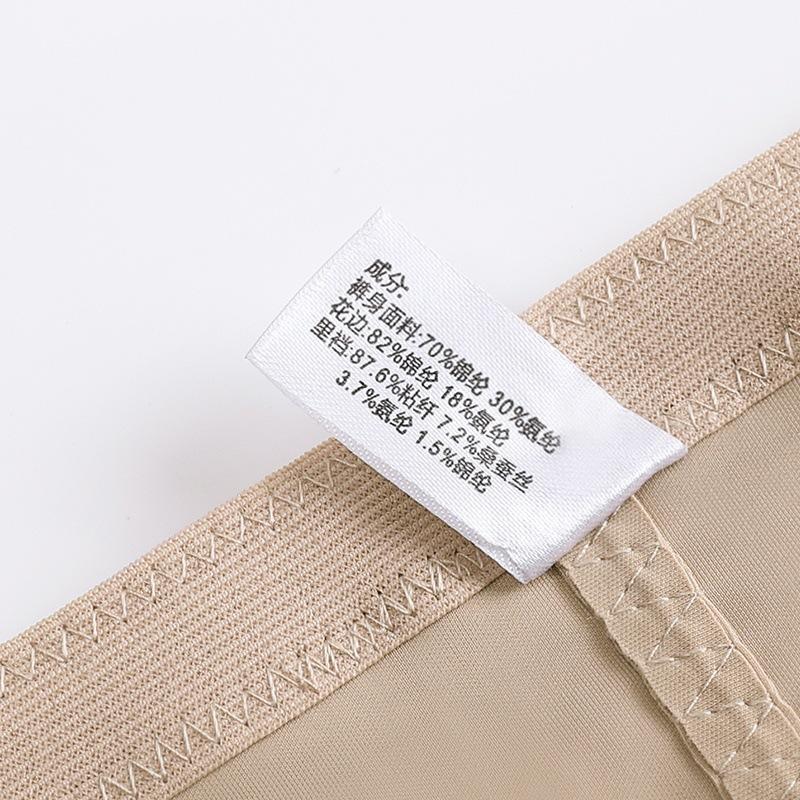 成分:
裤身面料:70%锦纶 30%氨纶
花边:82%锦纶 18%氨纶
里裆:87.6%粘纤 7.2%桑蚕丝
3.7%氨纶 1.5%锦纶